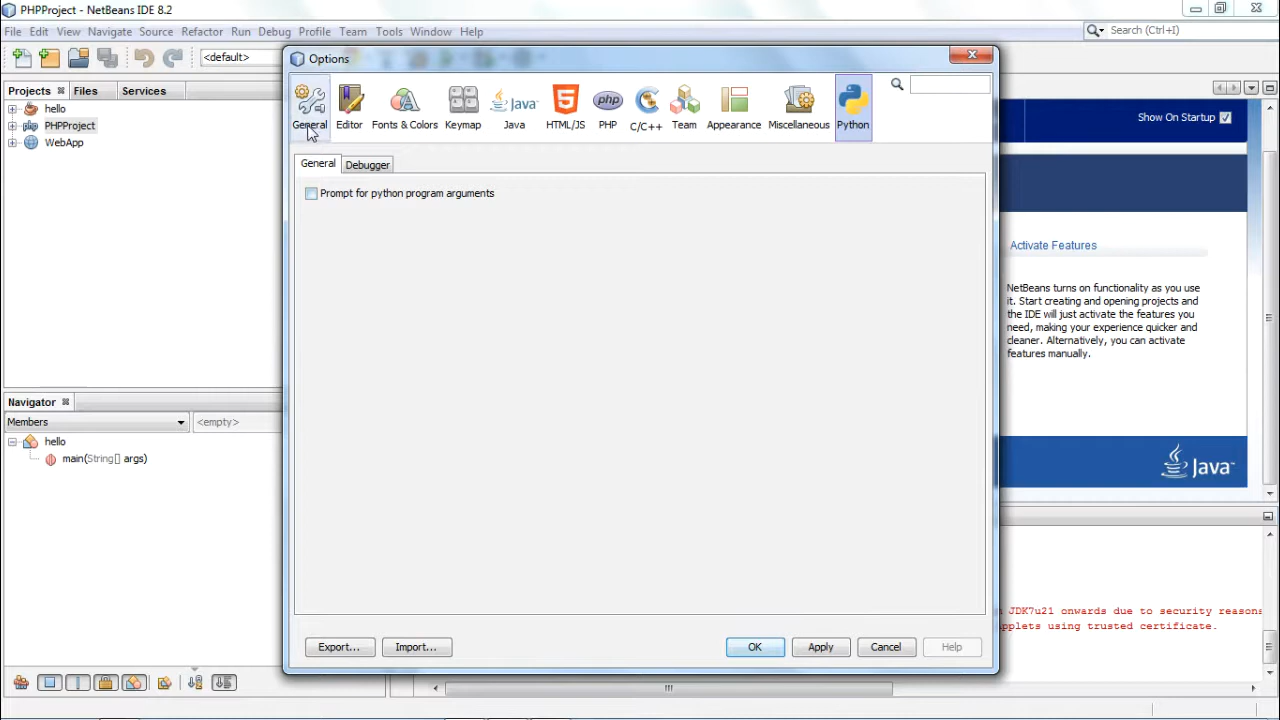 PHPProject - NetBeans IDE 8.2
File Edit View Navigate Source Refactor Run Debug Profile Team Tools Window Help
Search (Ctrl+I)
<default>
Projects Files Services
hello
PHPProject
WebApp
Navigator
Members
<empty>
hello
main(String[] args)
Options
General Editor Fonts & Colors Keymap Java HTML/JS PHP C/C++ Team Appearance Miscellaneous Python
General Debugger
Prompt for python program arguments
Export... Import... OK Apply Cancel Help
Show On Startup
Activate Features
NetBeans turns on functionality as you use
it. Start creating and opening projects and
the IDE will just activate the features you
need, making your experience quicker and
cleaner. Alternatively, you can activate
features manually.
Java
JDK7u21 onwards due to security reasons
pplets using trusted certificate.